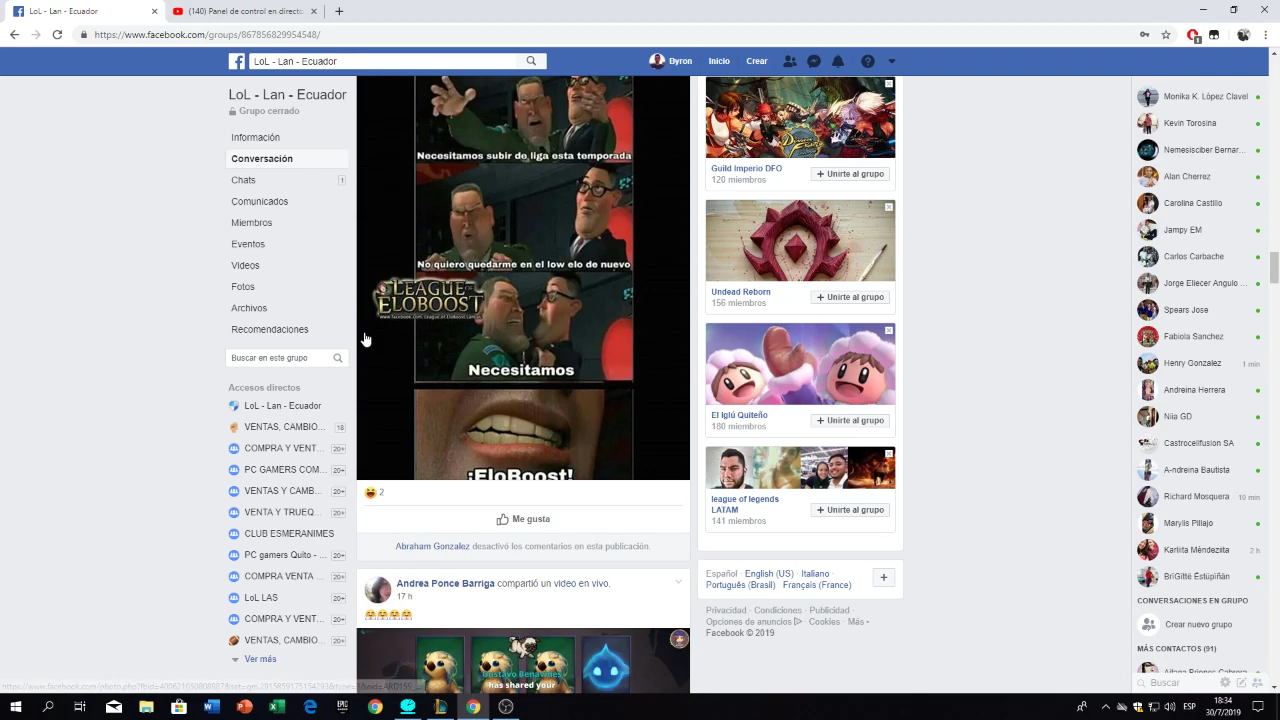 LoL - Lan - Ecuador
(140) Panel de control en direct
https://www.facebook.com/groups/867856829954548/
1
LoL - Lan - Ecuador
Byron
Inicio
Crear
LoL - Lan - Ecuador
Grupo cerrado
Información
Conversación
Chats
1
Comunicados
Miembros
Eventos
Videos
Fotos
Archivos
Recomendaciones
Buscar en este grupo
Accesos directos
LoL - Lan - Ecuador
VENTAS, CAMBIO... 18
COMPRA Y VENT... 20+
PC GAMERS COM... 20+
VENTAS Y CAMB... 20+
VENTA Y TRUEQ... 20+
CLUB ESMERANIMES
PC gamers Quito - ... 20+
COMPRA VENTA ... 20+
LoL LAS 20+
COMPRA Y VENT... 20+
VENTAS, CAMBIO... 20+
Ver más
Necesitamos subir de liga esta temporada
No quiero quedarme en el low elo de nuevo
LEAGUE OF
ELOBOOST
Necesitamos
¡EloBoost!
2
Me gusta
Abraham Gonzalez desactivó los comentarios en esta publicación.
Andrea Ponce Barriga compartió un video en vivo.
17 h
Gustavo Benavides
has shared your
Guild Imperio DFO
120 miembros
Unirte al grupo
Undead Reborn
156 miembros
Unirte al grupo
El Iglú Quiteño
180 miembros
Unirte al grupo
league of legends
LATAM
141 miembros
Unirte al grupo
Español · English (US) · Italiano ·
Português (Brasil) · Français (France)
Privacidad · Condiciones · Publicidad ·
Opciones de anuncios · Cookies · Más
Facebook © 2019
Monika K. López Clavel
Kevin Torosina
Nemesisciber Bernar...
Alan Cherrez
Carolina Castillo
Jampy EM
Carlos Carbache
Jorge Eliecer Angulo ...
Spears Jose
Fabiola Sanchez
Henry Gonzalez 1 min
Andreina Herrera
Niia GD
Castrocellfusion SA
A-ndreina Bautista
Richard Mosquera 10 min
Marylis Pillajo
Karlita Mèndezita 2 h
BriGittë Estüpiñán
CONVERSACIONES EN GRUPO
Crear nuevo grupo
MÁS CONTACTOS (91)
Aitana Briones Cabrera
Buscar
ESP
18:34
30/7/2019